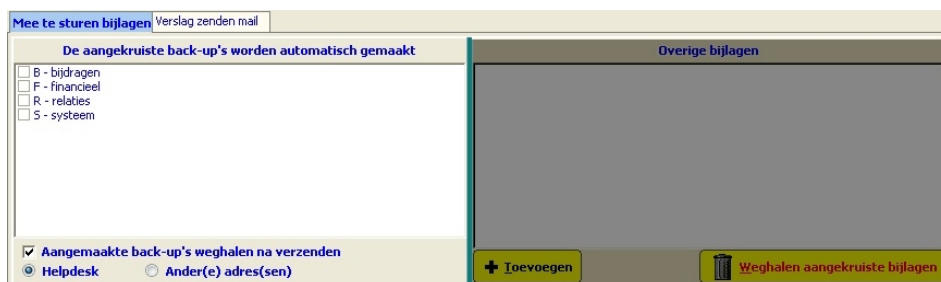 Mee te sturen bijlagen
Verslag zenden mail
De aangekruiste back-up's worden automatisch gemaakt
B - bijdragen
F - financieel
R - relaties
S - systeem
Aangemaakte back-up's weghalen na verzenden
Helpdesk
Ander(e) adres(sen)
Overige bijlagen
Toevoegen
Weghalen aangekruiste bijlagen